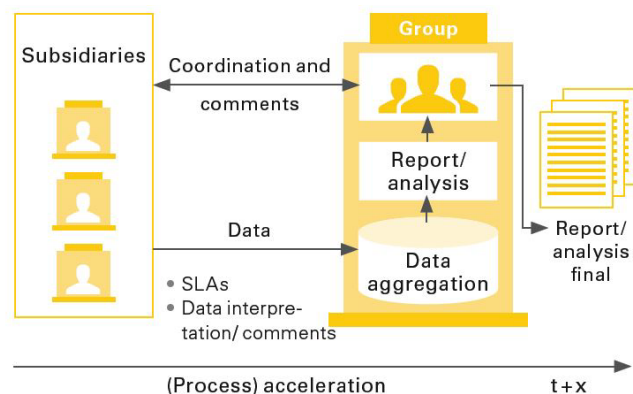 Group
Subsidiaries
Coordination and
comments
Report/
analysis
Data
Data
aggregation
• SLAs
• Data interpre-
tation/ comments
Report/
analysis
final
(Process) acceleration
t+x